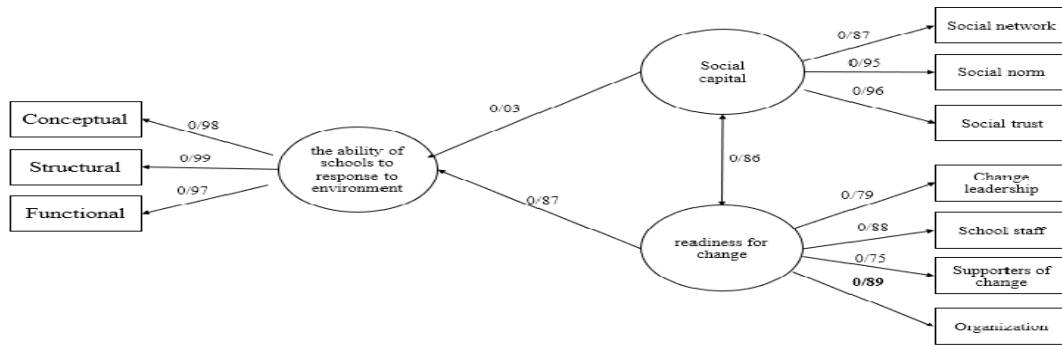 Conceptual
Structural
Functional
0/98
0/99
0/97
the ability of
schools to
response to
environment
0/03
0/87
Social
capital
0/86
readiness for
change
0/87
0/95
0/96
0/79
0/88
0/75
0/89
Social network
Social norm
Social trust
Change
leadership
School staff
Supporters of
change
Organization